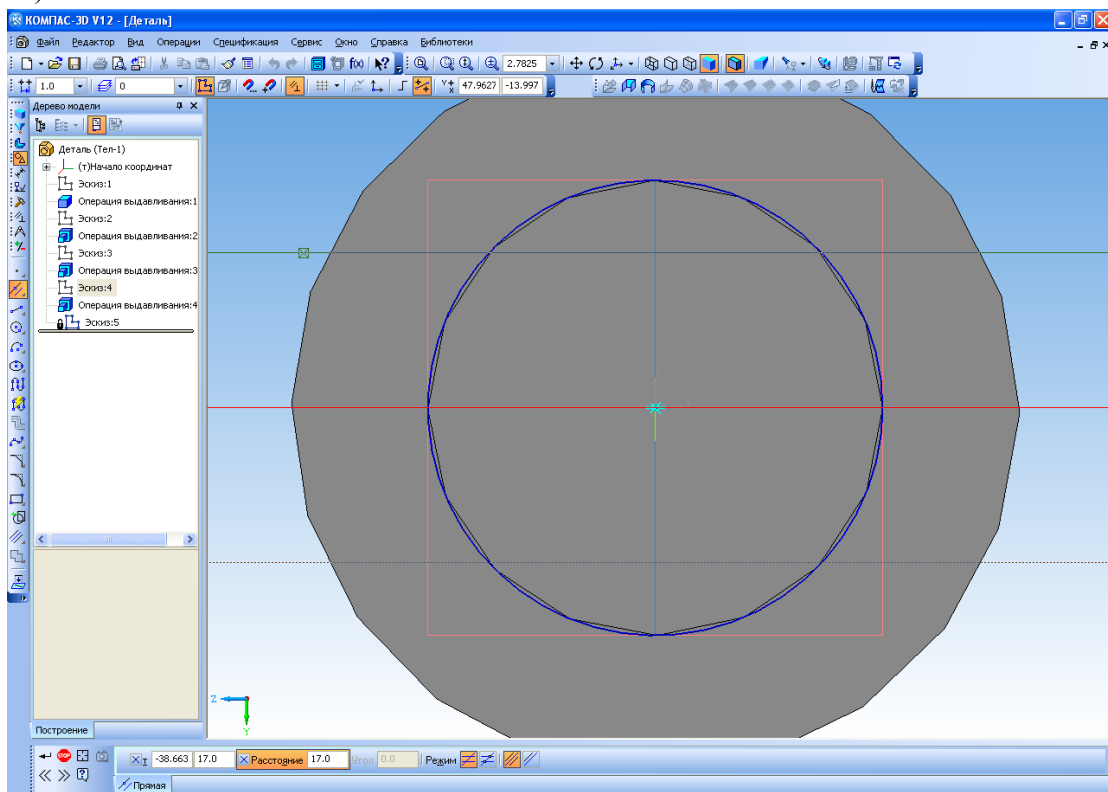 )
КОМПАС-3D V12 - [Деталь]
Файл Редактор Вид Операции Спецификация Сервис Окно Справка Библиотеки
f(x) 2.7825
1.0 0 Y X 47.9627 -13.997
Дерево модели
Деталь (Тел-1)
(т)Начало координат
Эскиз:1
Операция выдавливания:1
Эскиз:2
Операция выдавливания:2
Эскиз:3
Операция выдавливания:3
Эскиз:4
Операция выдавливания:4
Эскиз:5
Z
Y
Построение
STOP 1 -38.663 17.0 Расстояние 17.0 Угол 0.0 Режим
Прямая